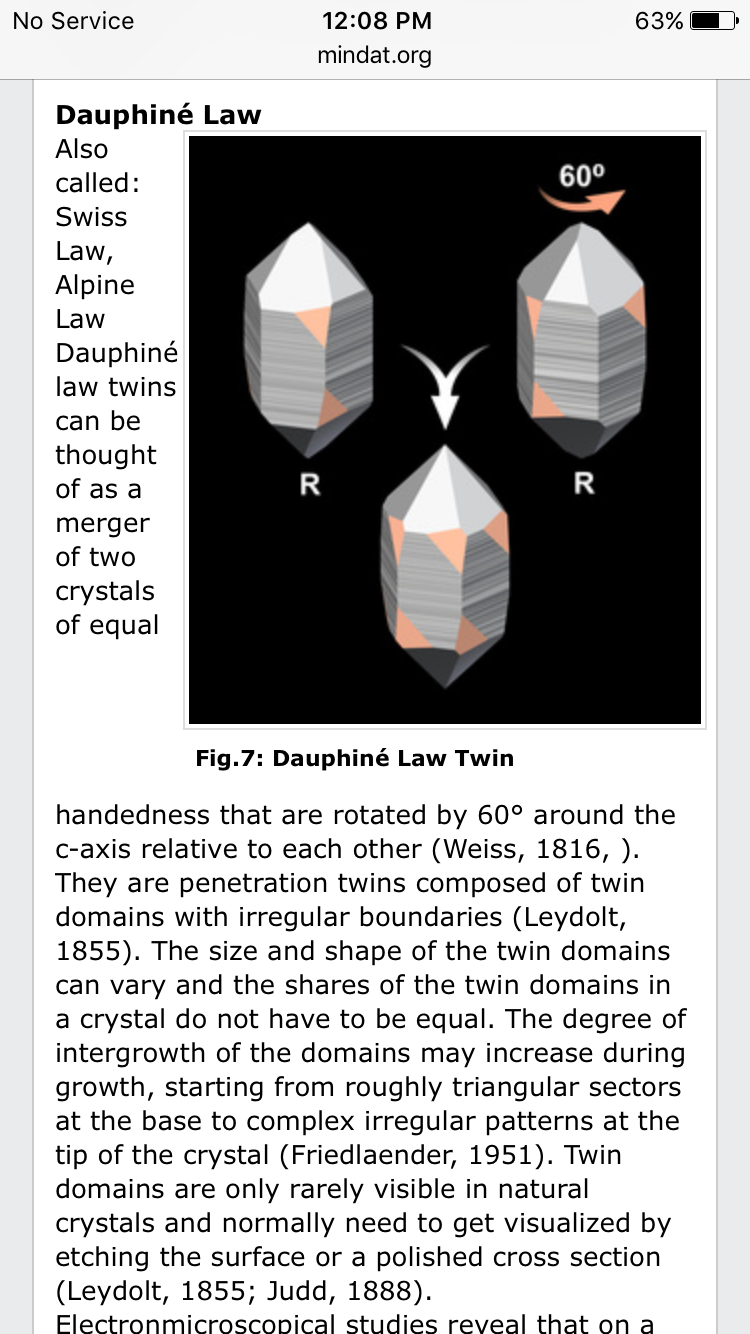 No Service 12:08 PM 63%
mindat.org
Dauphiné Law
Also
called:
Swiss
Law,
Alpine
Law
Dauphiné
law twins
can be
thought
of as a
merger
of two
crystals
of equal
60º
R
R
Fig.7: Dauphiné Law Twin
handedness that are rotated by 60° around the
c-axis relative to each other (Weiss, 1816, ).
They are penetration twins composed of twin
domains with irregular boundaries (Leydolt,
1855). The size and shape of the twin domains
can vary and the shares of the twin domains in
a crystal do not have to be equal. The degree of
intergrowth of the domains may increase during
growth, starting from roughly triangular sectors
at the base to complex irregular patterns at the
tip of the crystal (Friedlaender, 1951). Twin
domains are only rarely visible in natural
crystals and normally need to get visualized by
etching the surface or a polished cross section
(Leydolt, 1855; Judd, 1888).
Electronmicroscopical studies reveal that on a